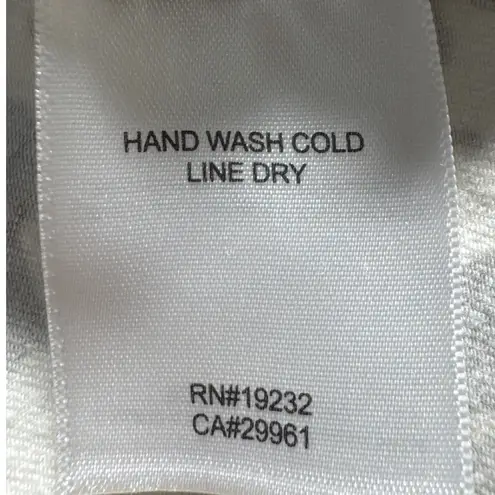 HAND WASH COLD
LINE DRY
RN#19232
CA#29961